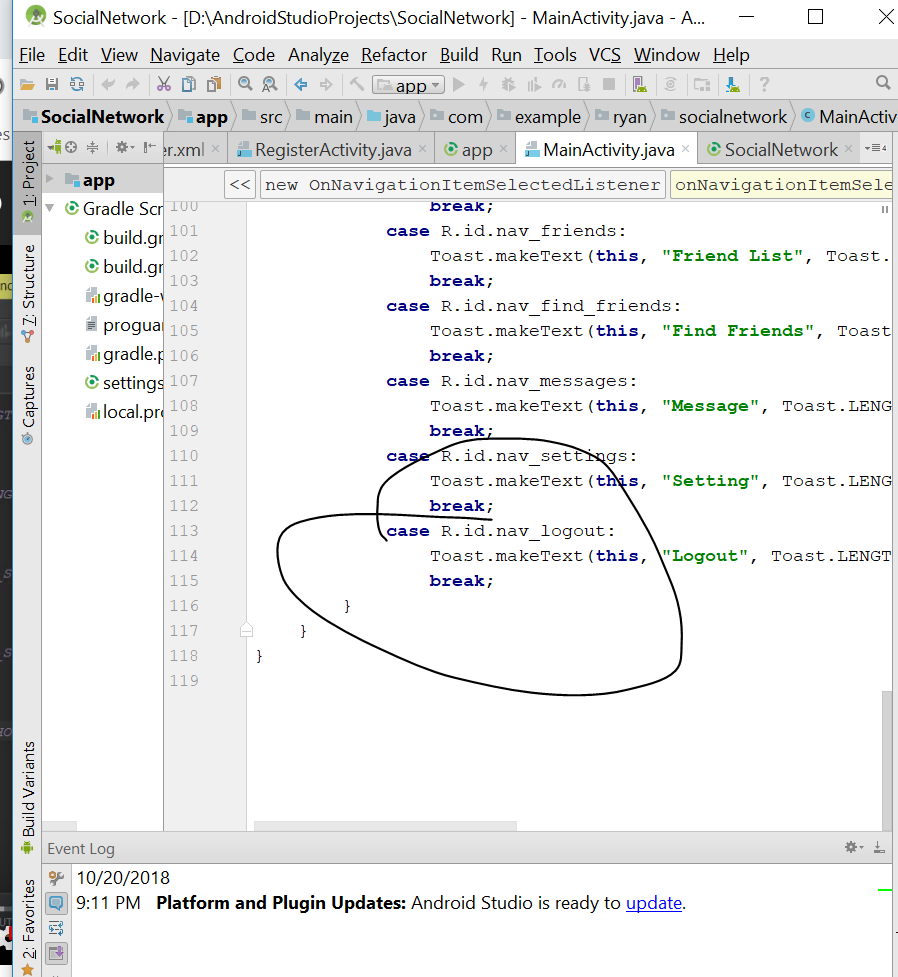 SocialNetwork - [D:\AndroidStudioProjects\SocialNetwork] - MainActivity.java - A...
File Edit View Navigate Code Analyze Refactor Build Run Tools VCS Window Help
app
SocialNetwork app src main java com example ryan socialnetwork MainActiv
er.xml RegisterActivity.java app MainActivity.java SocialNetwork 4
<< new OnNavigationItemSelectedListener onNavigationItemSele
1: Project
7: Structure
Captures
Build Variants
2: Favorites
app
Gradle Scr
build.gr
build.gr
gradle-w
proguar
gradle.p
settings
local.pro
100 break;
101 case R.id.nav_friends:
102 Toast.makeText(this, "Friend List", Toast.
103 break;
104 case R.id.nav_find_friends:
105 Toast.makeText(this, "Find Friends", Toast
106 break;
107 case R.id.nav_messages:
108 Toast.makeText(this, "Message", Toast.LENG
109 break;
110 case R.id.nav_settings:
111 Toast.makeText(this, "Setting", Toast.LENG
112 break;
113 case R.id.nav_logout:
114 Toast.makeText(this, "Logout", Toast.LENGT
115 break;
116 }
117 }
118 }
119
Event Log
10/20/2018
9:11 PM Platform and Plugin Updates: Android Studio is ready to update.